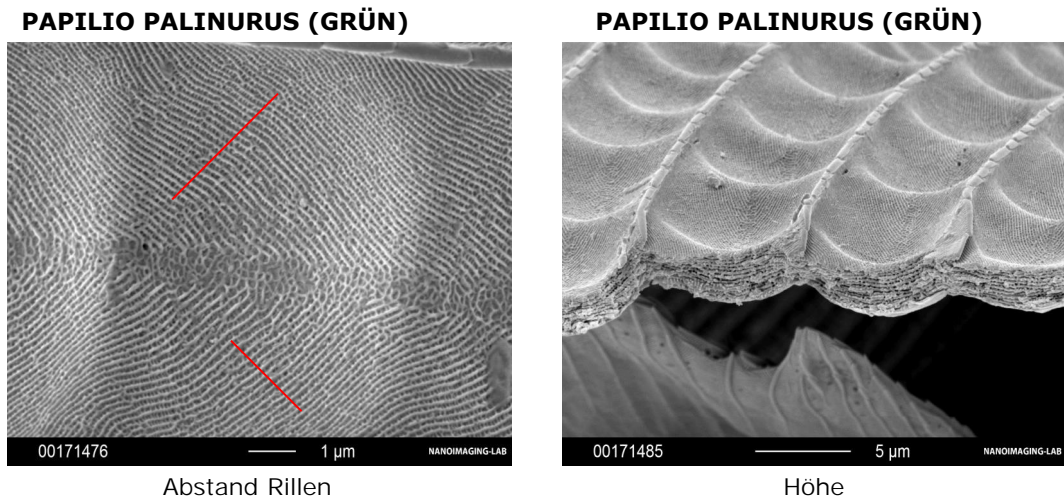 PAPILIO PALINURUS (GRÜN)
00171476 1 µm NANOIMAGING-LAB
Abstand Rillen
PAPILIO PALINURUS (GRÜN)
00171485 5 µm NANOIMAGING-LAB
Höhe